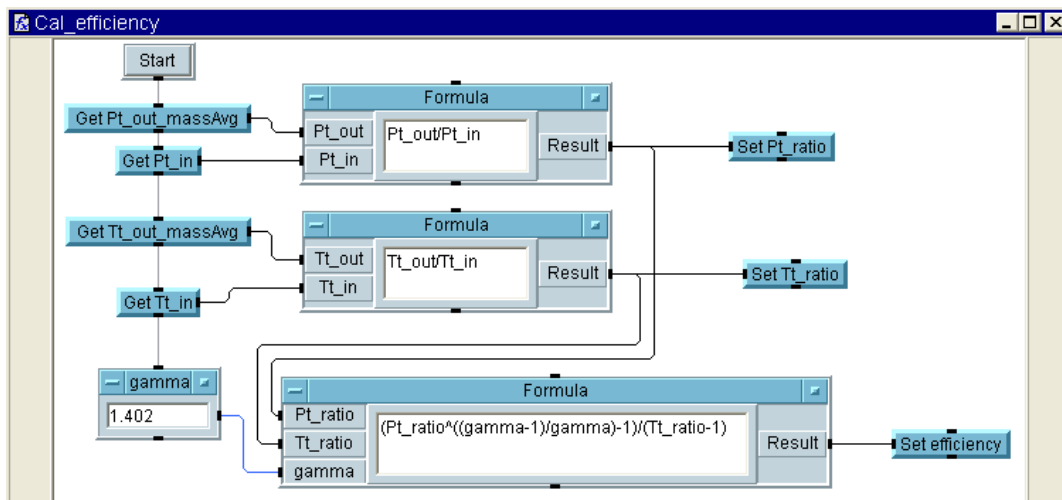 Cal_efficiency
Start
Get Pt_out_massAvg
Get Pt_in
Formula
Pt_out
Pt_in
Pt_out/Pt_in
Result
Set Pt_ratio
Get Tt_out_massAvg
Get Tt_in
Formula
Tt_out
Tt_in
Tt_out/Tt_in
Result
Set Tt_ratio
gamma
1.402
Formula
Pt_ratio
Tt_ratio
gamma
(Pt_ratio^((gamma-1)/gamma)-1)/(Tt_ratio-1)
Result
Set efficiency